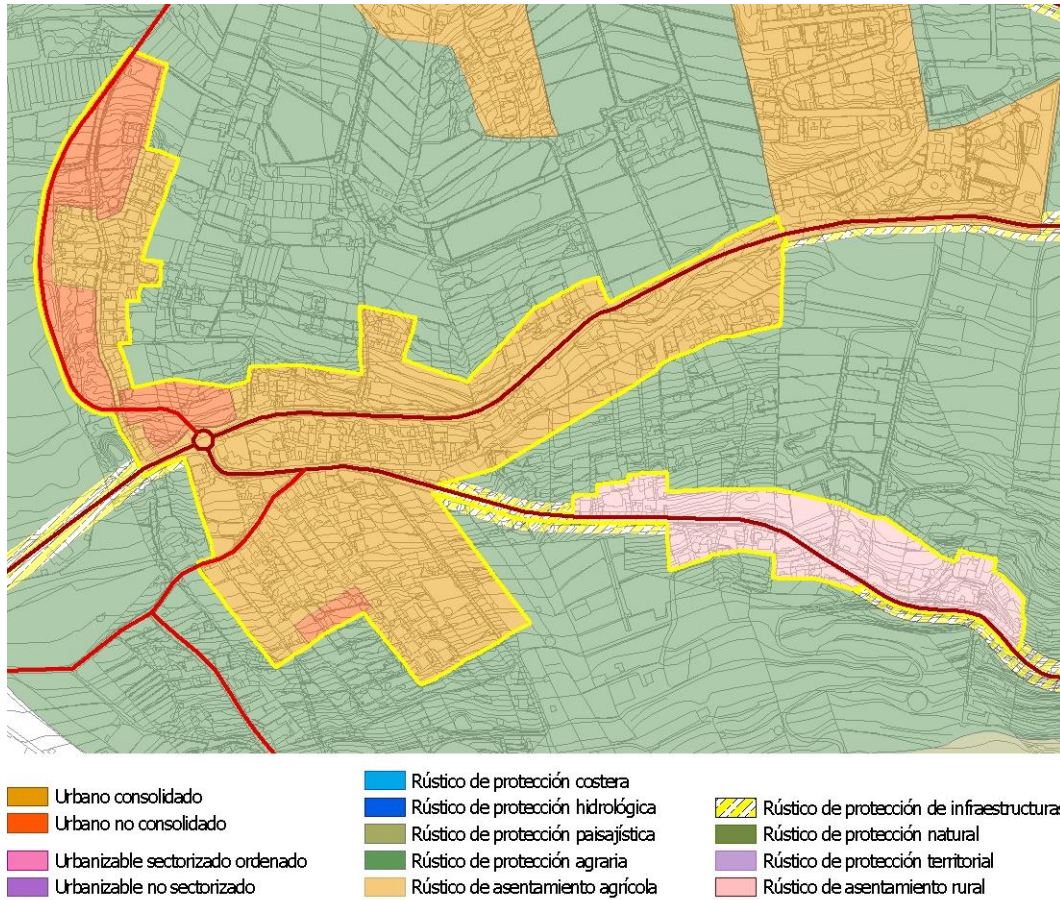 Urbano consolidado
Urbano no consolidado
Urbanizable sectorizado ordenado
Urbanizable no sectorizado
Rústico de protección costera
Rústico de protección hidrológica
Rústico de protección paisajística
Rústico de protección agraria
Rústico de asentamiento agrícola
Rústico de protección de infraestructuras
Rústico de protección natural
Rústico de protección territorial
Rústico de asentamiento rural